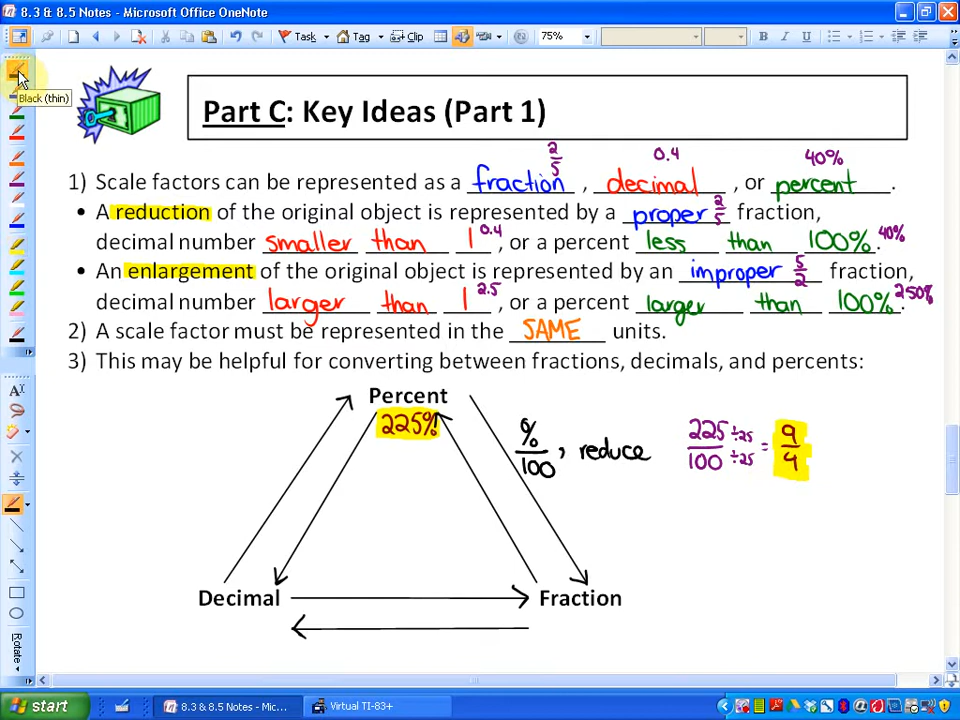 8.3 & 8.5 Notes - Microsoft Office OneNote
Task Tag Clip 75% B I U
Black (thin)
Part C: Key Ideas (Part 1)
2/5 0.4 40%
1) Scale factors can be represented as a fraction, decimal, or percent.
• A reduction of the original object is represented by a proper 2/5 fraction,
decimal number smaller than 1 0.4, or a percent less than 100%. 40%
• An enlargement of the original object is represented by an improper 5/2 fraction,
decimal number larger than 1 2.5, or a percent larger than 100%. 250%
2) A scale factor must be represented in the SAME units.
3) This may be helpful for converting between fractions, decimals, and percents:
Percent
225%
%/100, reduce
225÷25/100÷25 = 9/4
Decimal
Fraction
Rotate
start 8.3 & 8.5 Notes - Mi... Virtual TI-83+